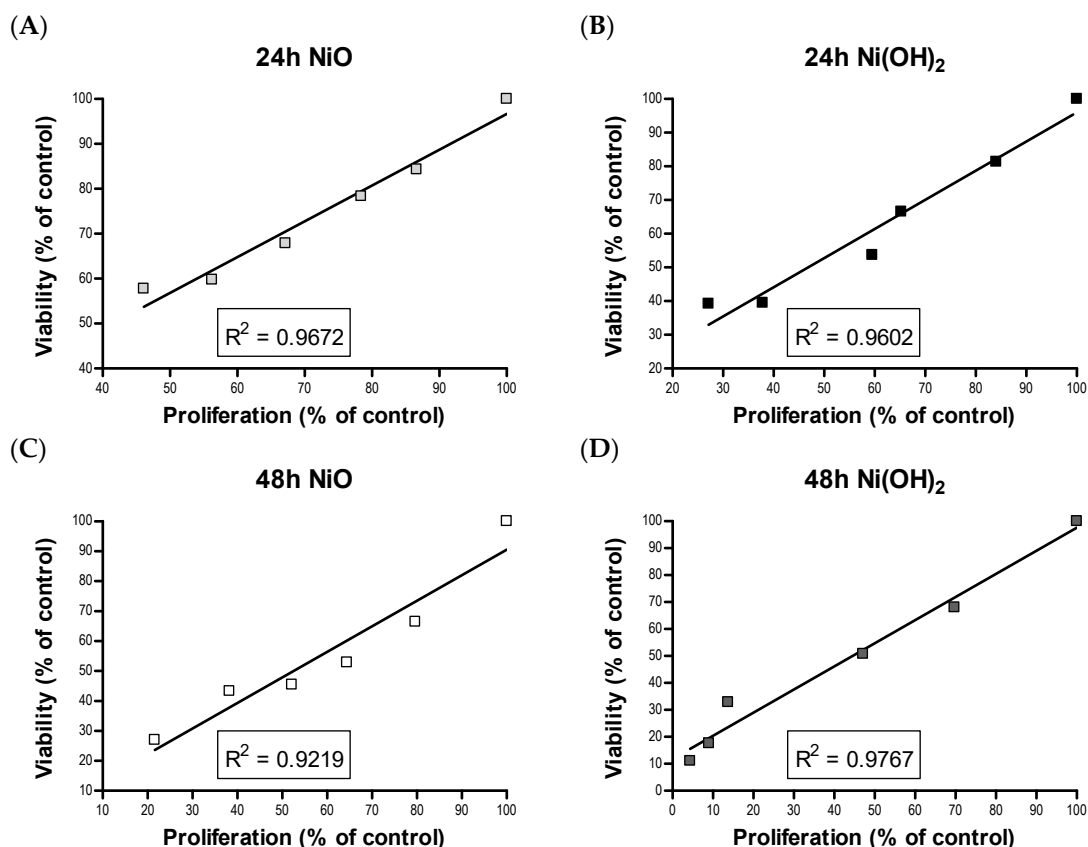 (A)
24h NiO
Viability (% of control)
100
90
80
70
60
50
40
R² = 0.9672
40 50 60 70 80 90 100
Proliferation (% of control)
(B)
24h Ni(OH)₂
Viability (% of control)
100
90
80
70
60
50
40
30
20
R² = 0.9602
20 30 40 50 60 70 80 90 100
Proliferation (% of control)
(C)
48h NiO
Viability (% of control)
100
90
80
70
60
50
40
30
20
10
R² = 0.9219
10 20 30 40 50 60 70 80 90 100
Proliferation (% of control)
(D)
48h Ni(OH)₂
Viability (% of control)
100
90
80
70
60
50
40
30
20
10
0
R² = 0.9767
0 10 20 30 40 50 60 70 80 90 100
Proliferation (% of control)